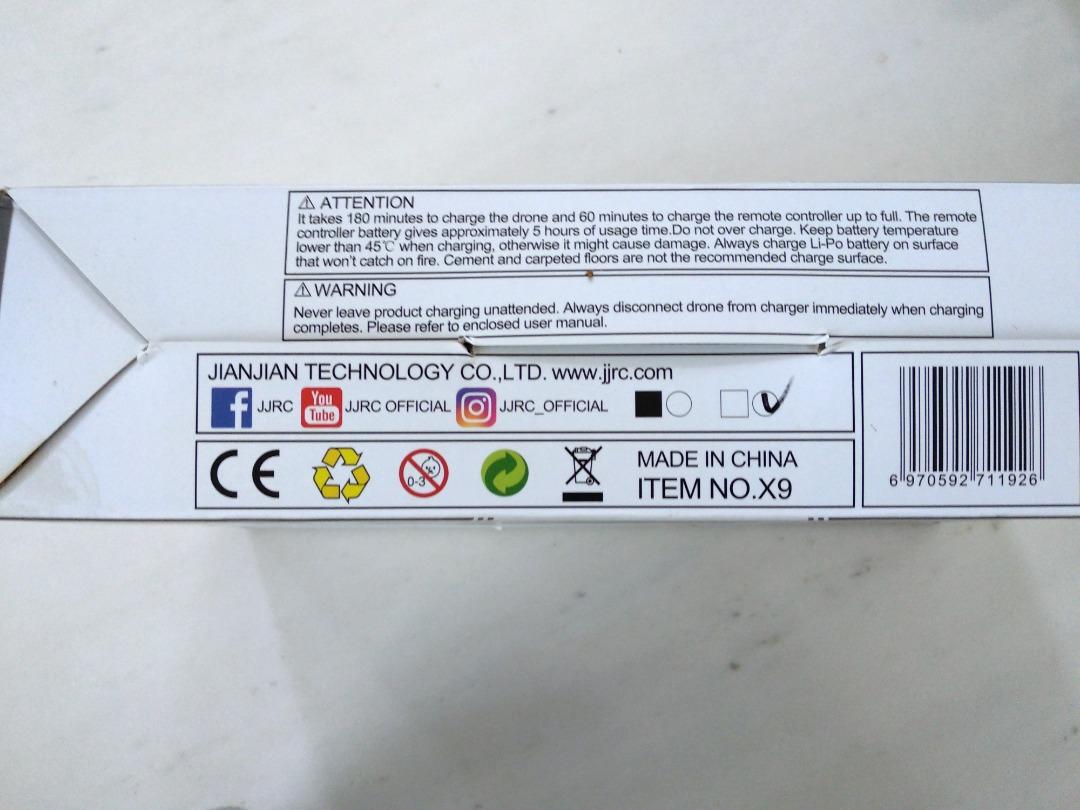 ⚠ ATTENTION
It takes 180 minutes to charge the drone and 60 minutes to charge the remote controller up to full. The remote
controller battery gives approximately 5 hours of usage time.Do not over charge. Keep battery temperature
lower than 45℃ when charging, otherwise it might cause damage. Always charge Li-Po battery on surface
that won't catch on fire. Cement and carpeted floors are not the recommended charge surface.
⚠ WARNING
Never leave product charging unattended. Always disconnect drone from charger immediately when charging
completes. Please refer to enclosed user manual.
JIANJIAN TECHNOLOGY CO.,LTD. www.jjrc.com
f JJRC You Tube JJRC OFFICIAL JJRC_OFFICIAL
CE 0-3 MADE IN CHINA
ITEM NO.X9
6 970592 711926